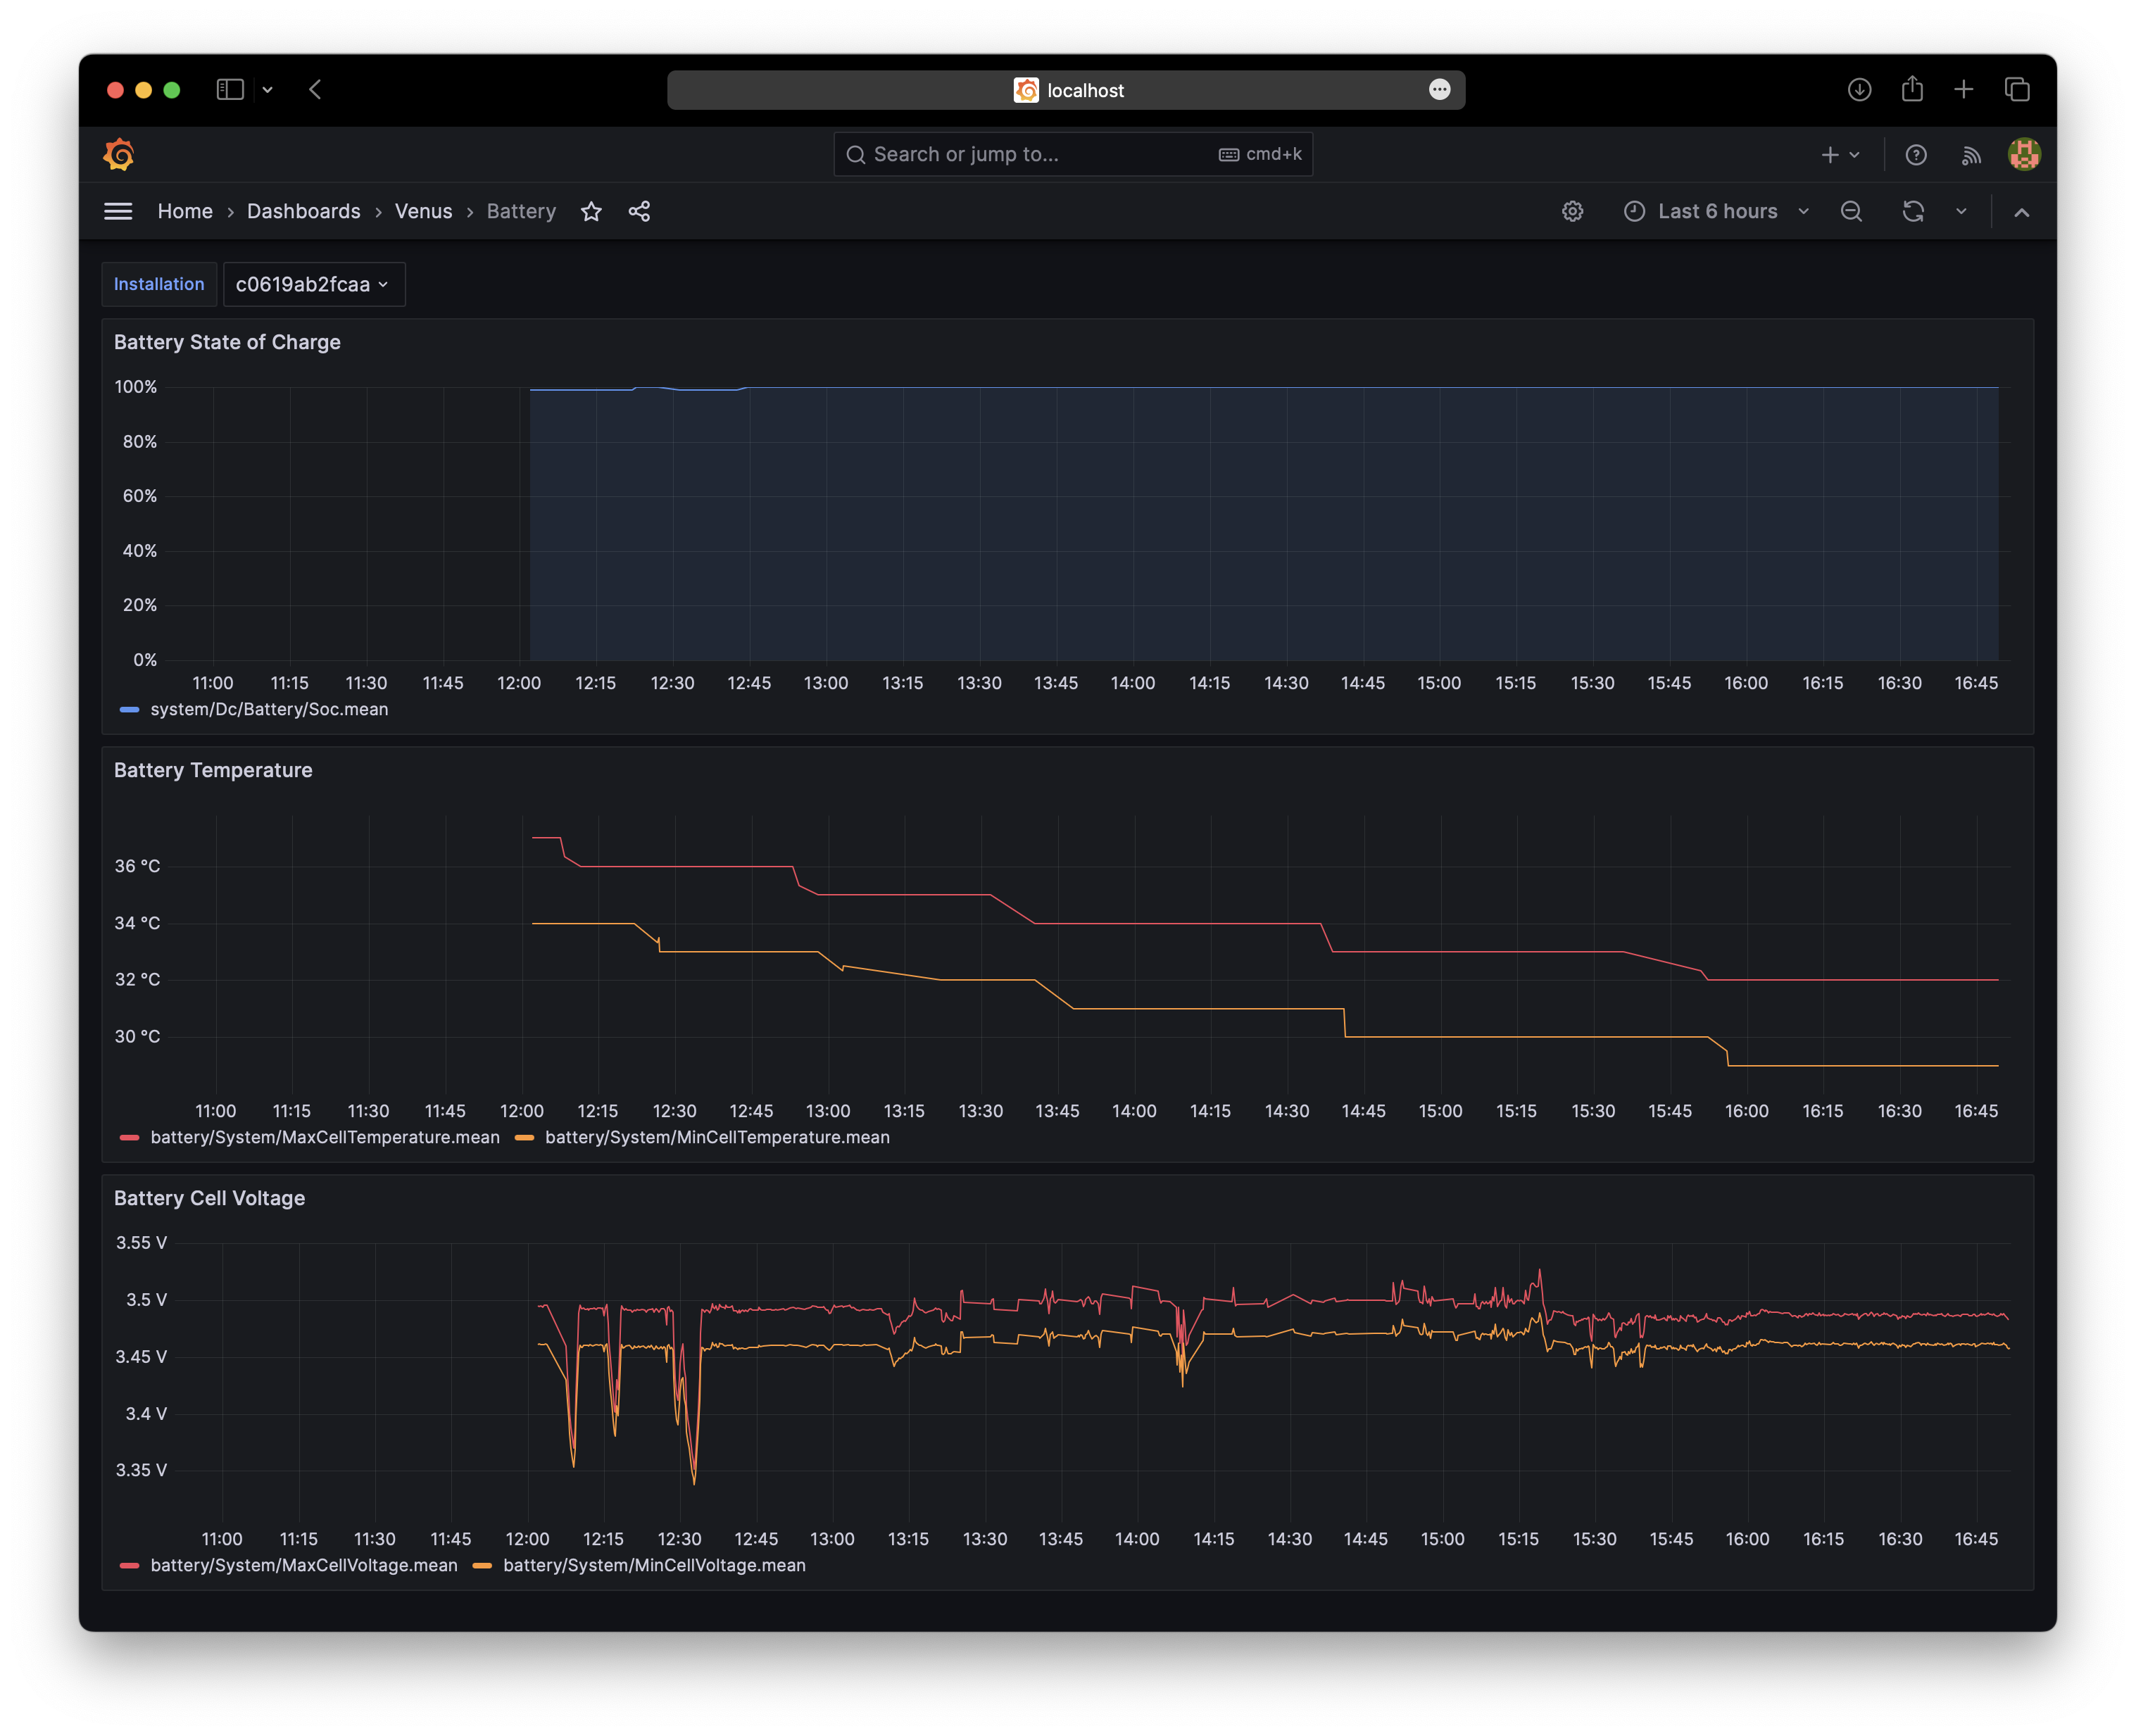 localhost
Search or jump to... cmd+k
Home › Dashboards › Venus › Battery Last 6 hours
Installation c0619ab2fcaa
Battery State of Charge
100%
80%
60%
40%
20%
0%
11:00 11:15 11:30 11:45 12:00 12:15 12:30 12:45 13:00 13:15 13:30 13:45 14:00 14:15 14:30 14:45 15:00 15:15 15:30 15:45 16:00 16:15 16:30 16:45
system/Dc/Battery/Soc.mean
Battery Temperature
36 °C
34 °C
32 °C
30 °C
11:00 11:15 11:30 11:45 12:00 12:15 12:30 12:45 13:00 13:15 13:30 13:45 14:00 14:15 14:30 14:45 15:00 15:15 15:30 15:45 16:00 16:15 16:30 16:45
battery/System/MaxCellTemperature.mean battery/System/MinCellTemperature.mean
Battery Cell Voltage
3.55 V
3.5 V
3.45 V
3.4 V
3.35 V
11:00 11:15 11:30 11:45 12:00 12:15 12:30 12:45 13:00 13:15 13:30 13:45 14:00 14:15 14:30 14:45 15:00 15:15 15:30 15:45 16:00 16:15 16:30 16:45
battery/System/MaxCellVoltage.mean battery/System/MinCellVoltage.mean